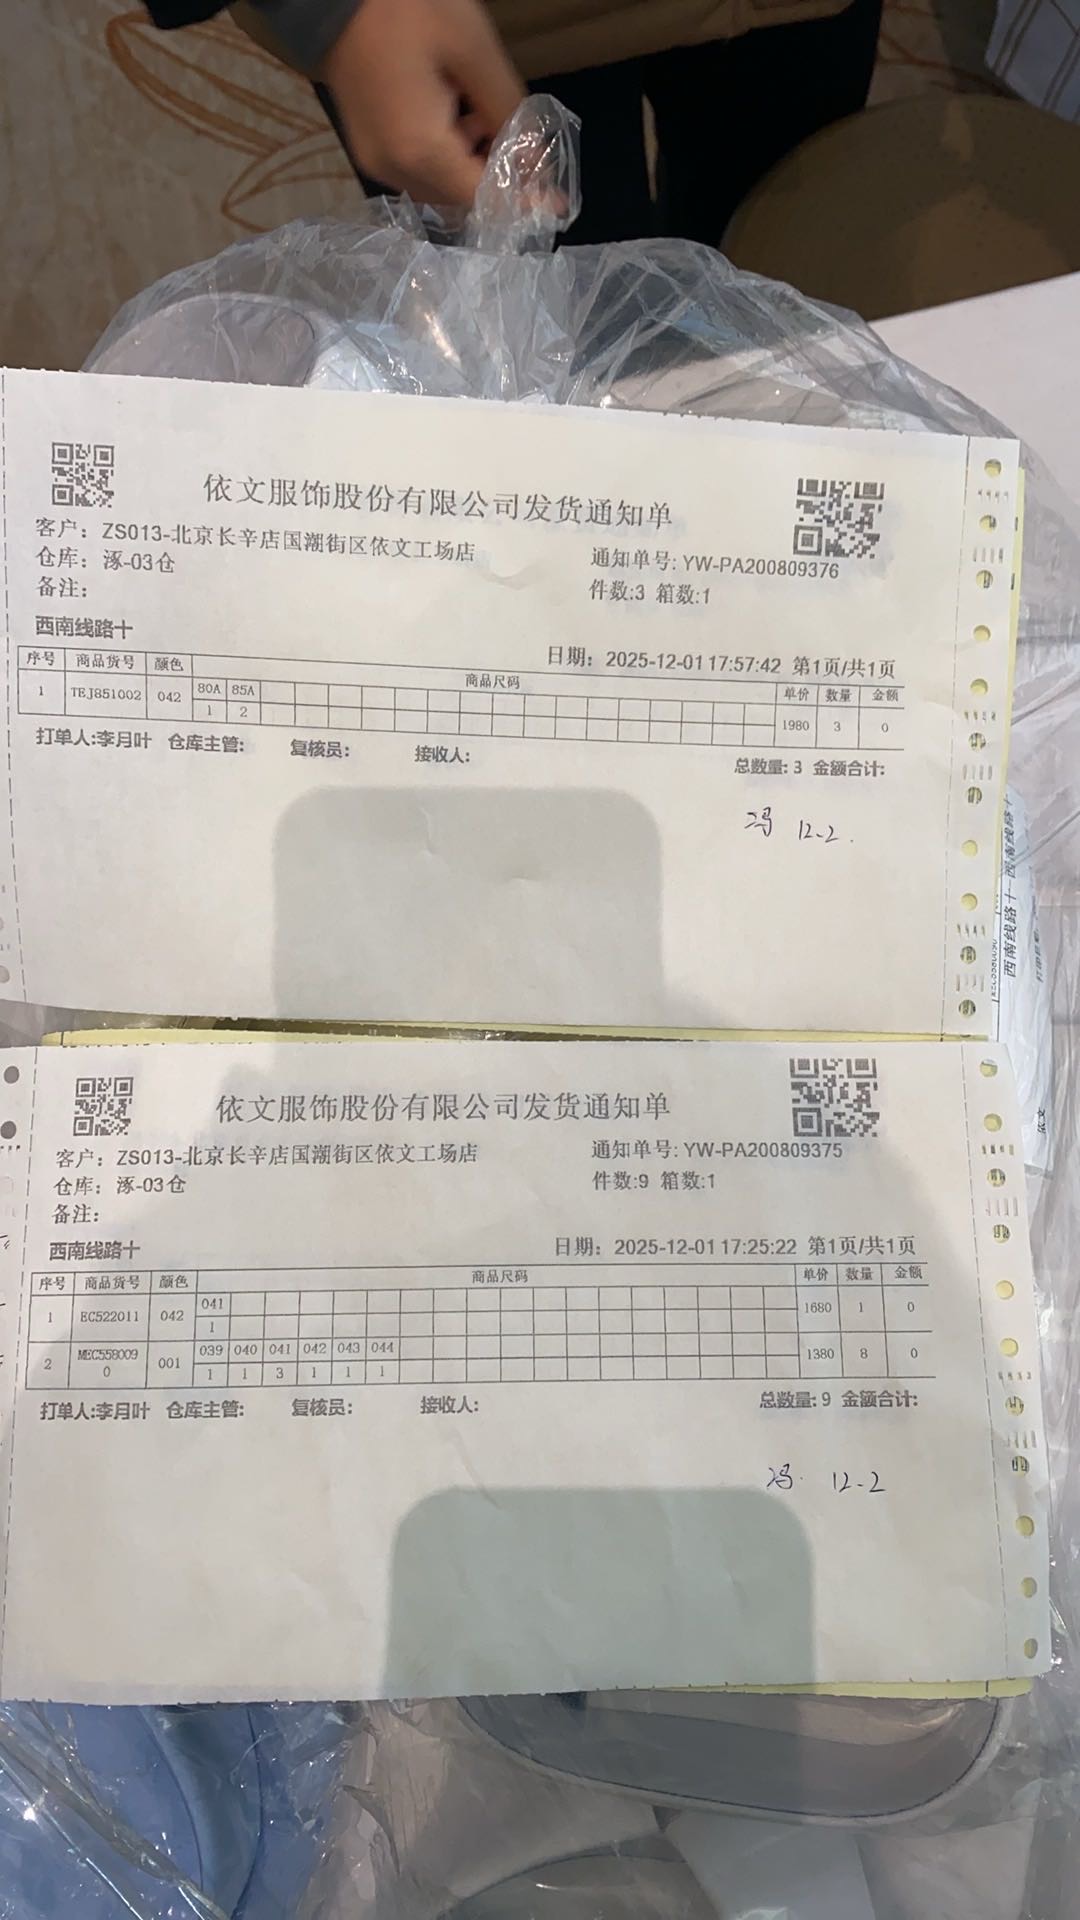 依文服饰股份有限公司发货通知单
客户：ZS013-北京长辛店国潮街区依文工场店
仓库：涿-03仓
通知单号: YW-PA200809376
备注：
件数:3 箱数:1
西南线路十
日期：2025-12-01 17:57:42 第1页/共1页
序号 商品货号 颜色 商品尺码 单价 数量 金额
80A 85A
1 TEJ851002 042 1980 3 0
1 2
打单人:李月叶 仓库主管: 复核员: 接收人:
总数量: 3 金额合计:
冯 12-2.
西南线路十
依文服饰股份有限公司发货通知单
客户：ZS013-北京长辛店国潮街区依文工场店
通知单号: YW-PA200809375
仓库：涿-03仓
件数:9 箱数:1
备注：
西南线路十
日期：2025-12-01 17:25:22 第1页/共1页
序号 商品货号 颜色 商品尺码 单价 数量 金额
041
1 EC522011 042 1680 1 0
1
039 040 041 042 043 044
2 MEC558009 001 1380 8 0
0 1 1 3 1 1 1
打单人:李月叶 仓库主管: 复核员: 接收人: 总数量: 9 金额合计:
冯. 12-2
依文